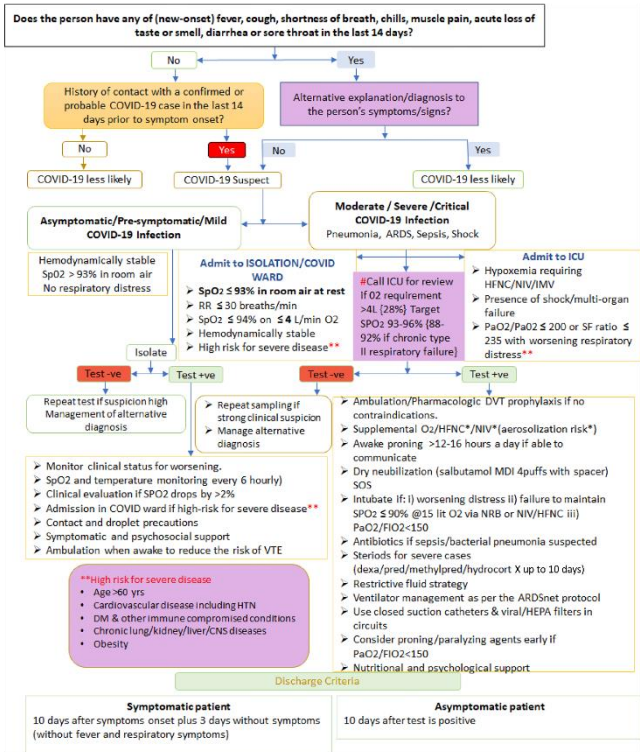 Does the person have any of (new-onset) fever, cough, shortness of breath, chills, muscle pain, acute loss of
taste or smell, diarrhea or sore throat in the last 14 days?
No
Yes
History of contact with a confirmed or
probable COVID-19 case in the last 14
days prior to symptom onset?
Alternative explanation/diagnosis to
the person's symptoms/signs?
No
Yes
No
Yes
COVID-19 less likely
COVID-19 Suspect
COVID-19 less likely
Asymptomatic/Pre-symptomatic/Mild
COVID-19 Infection
Moderate / Severe /Critical
COVID-19 Infection
Pneumonia, ARDS, Sepsis, Shock
Hemodynamically stable
Sp02 > 93% in room air
No respiratory distress
Admit to ISOLATION/COVID
WARD
➢ SpO₂ ≤ 93% in room air at rest
➢ RR ≤ 30 breaths/min
➢ SpO₂ ≤ 94% on ≤ 4 L/min O2
➢ Hemodynamically stable
➢ High risk for severe disease**
#Call ICU for review
If 02 requirement
>4L {28%} Target
SPO2 93-96% {88-
92% if chronic type
II respiratory failure}
Admit to ICU
➢ Hypoxemia requiring
HFNC/NIV/IMV
➢ Presence of shock/multi-organ
failure
➢ PaO2/Pa02 ≤ 200 or SF ratio ≤
235 with worsening respiratory
distress**
Isolate
Test -ve
Test +ve
Test -ve
Test +ve
Repeat test if suspicion high
Management of alternative
diagnosis
➢ Repeat sampling if
strong clinical suspicion
➢ Manage alternative
diagnosis
➢ Monitor clinical status for worsening.
➢ SpO2 and temperature monitoring every 6 hourly)
➢ Clinical evaluation if SPO2 drops by >2%
➢ Admission in COVID ward if high-risk for severe disease**
➢ Contact and droplet precautions
➢ Symptomatic and psychosocial support
➢ Ambulation when awake to reduce the risk of VTE
➢ Ambulation/Pharmacologic DVT prophylaxis if no
contraindications.
➢ Supplemental O₂/HFNC*/NIV*(aerosolization risk*)
➢ Awake proning >12-16 hours a day if able to
communicate
➢ Dry neubilization (salbutamol MDI 4puffs with spacer)
SOS
➢ Intubate if: i) worsening distress ii) failure to maintain
SPO₂ ≤ 90% @15 lit O2 via NRB or NIV/HFNC iii)
PaO2/FIO2<150
➢ Antibiotics if sepsis/bacterial pneumonia suspected
➢ Steriods for severe cases
(dexa/pred/methylpred/hydrocort X up to 10 days)
➢ Restrictive fluid strategy
➢ Ventilator management as per the ARDSnet protocol
➢ Use closed suction catheters & viral/HEPA filters in
circuits
➢ Consider proning/paralyzing agents early if
PaO2/FIO2<150
➢ Nutritional and psychological support
**High risk for severe disease
• Age >60 yrs
• Cardiovascular disease including HTN
• DM & other immune compromised conditions
• Chronic lung/kidney/liver/CNS diseases
• Obesity
Discharge Criteria
Symptomatic patient
10 days after symptoms onset plus 3 days without symptoms
(without fever and respiratory symptoms)
Asymptomatic patient
10 days after test is positive